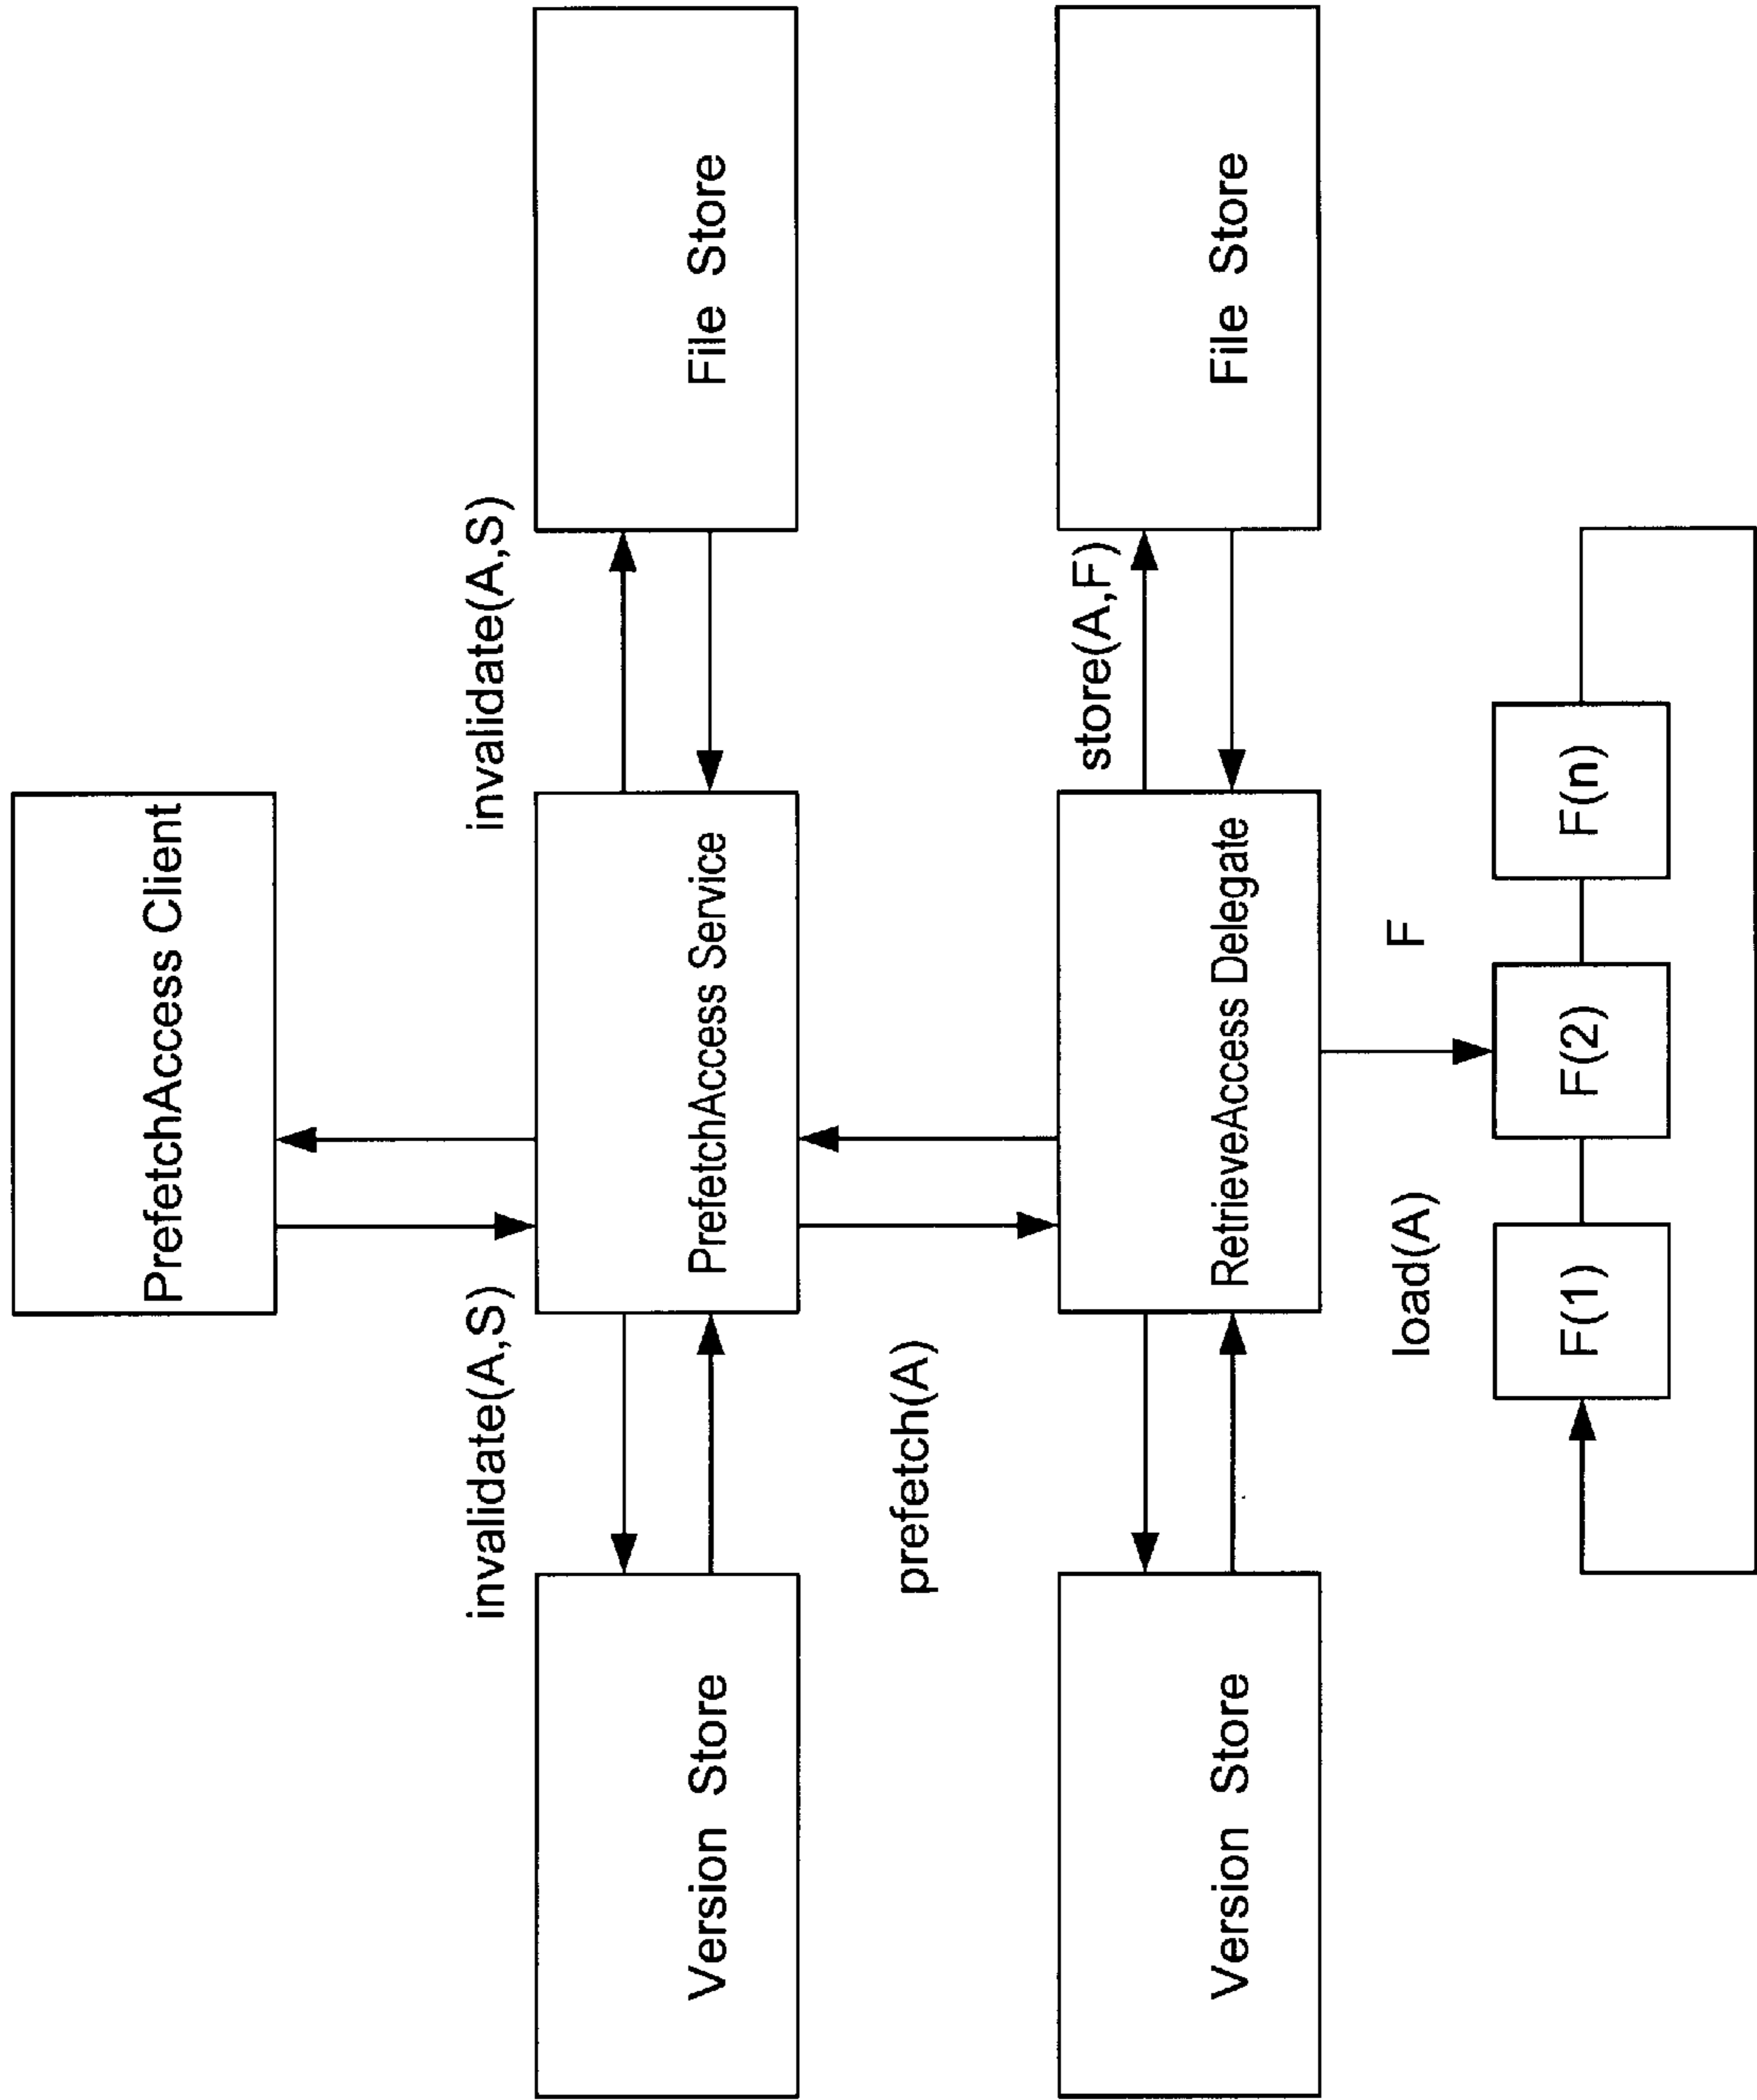 PrefetchAccess Client
invalidate(A,S)
invalidate(A,S)
Version Store
PrefetchAccess Service
File Store
prefetch(A)
store(A,F)
Version Store
RetrieveAccess Delegate
File Store
load(A)
F
F(1)
F(2)
F(n)